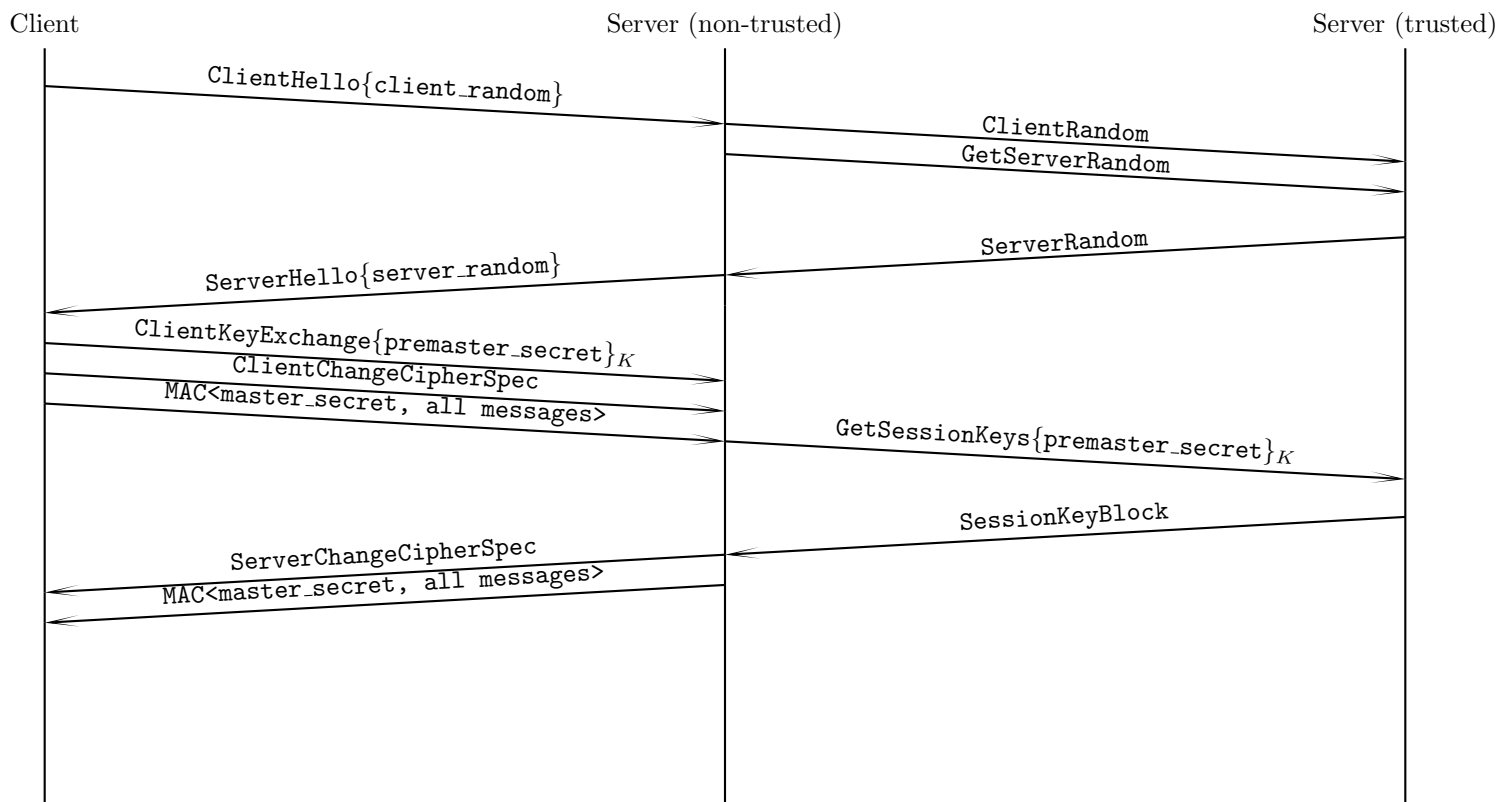 Client
Server (non-trusted)
Server (trusted)
ClientHello{client_random}
ClientRandom
GetServerRandom
ServerRandom
ServerHello{server_random}
ClientKeyExchange{premaster_secret}K
ClientChangeCipherSpec
MAC<master_secret, all messages>
GetSessionKeys{premaster_secret}K
SessionKeyBlock
ServerChangeCipherSpec
MAC<master_secret, all messages>